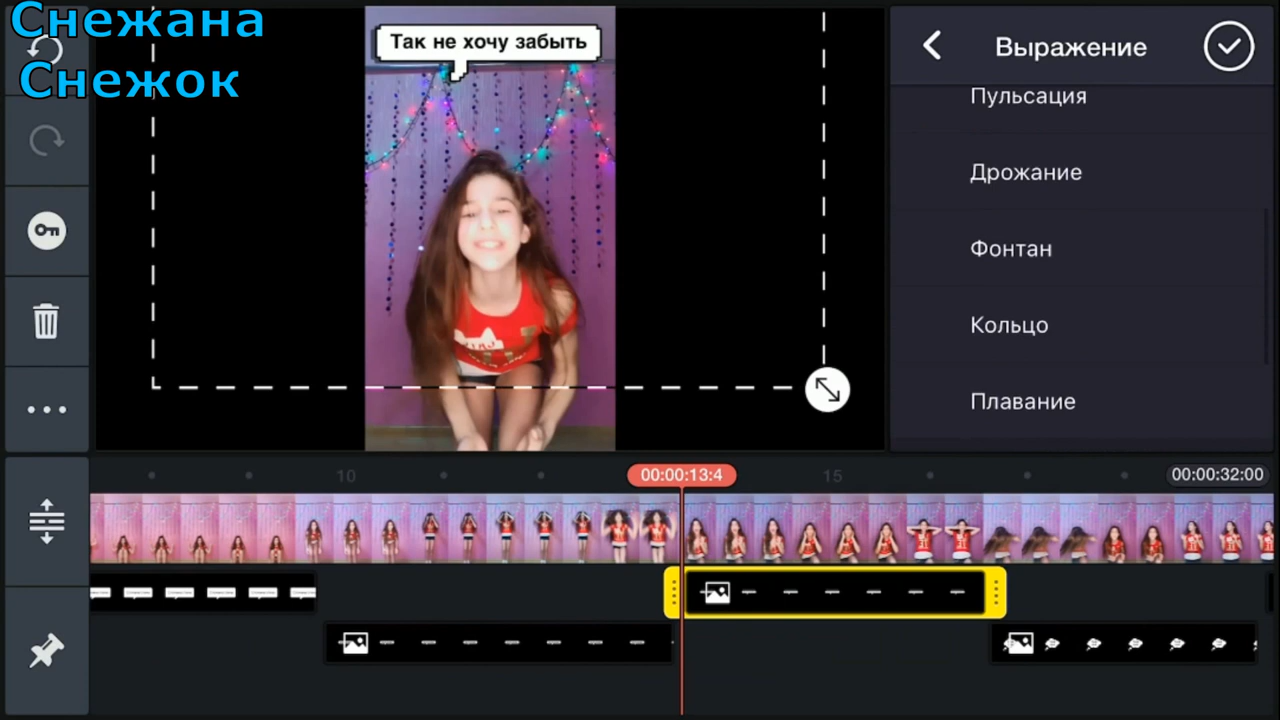 Снежана
Снежок
Так не хочу забыть
Выражение
Пульсация
Дрожание
Фонтан
Кольцо
Плавание
10
00:00:13:4
15
00:00:32:00